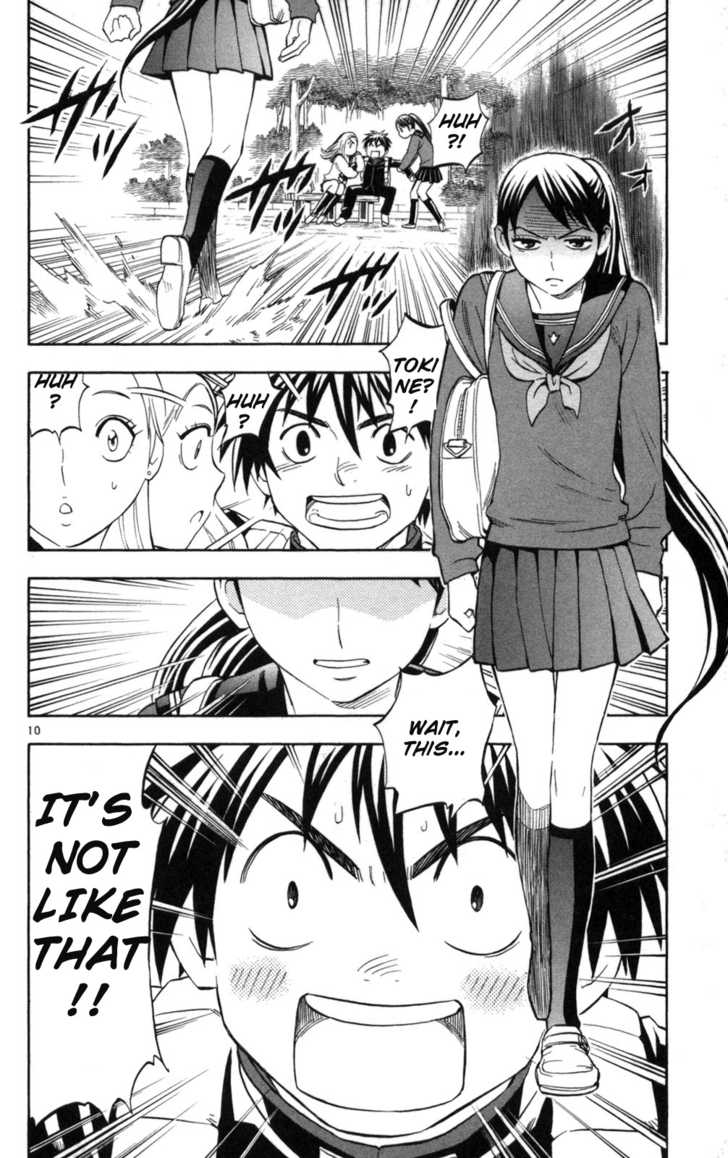 HUH
?!
TOKI
NE?
!
HUH
?
HUH
?
WAIT,
THIS...
10
IT'S
NOT
LIKE
THAT
!!